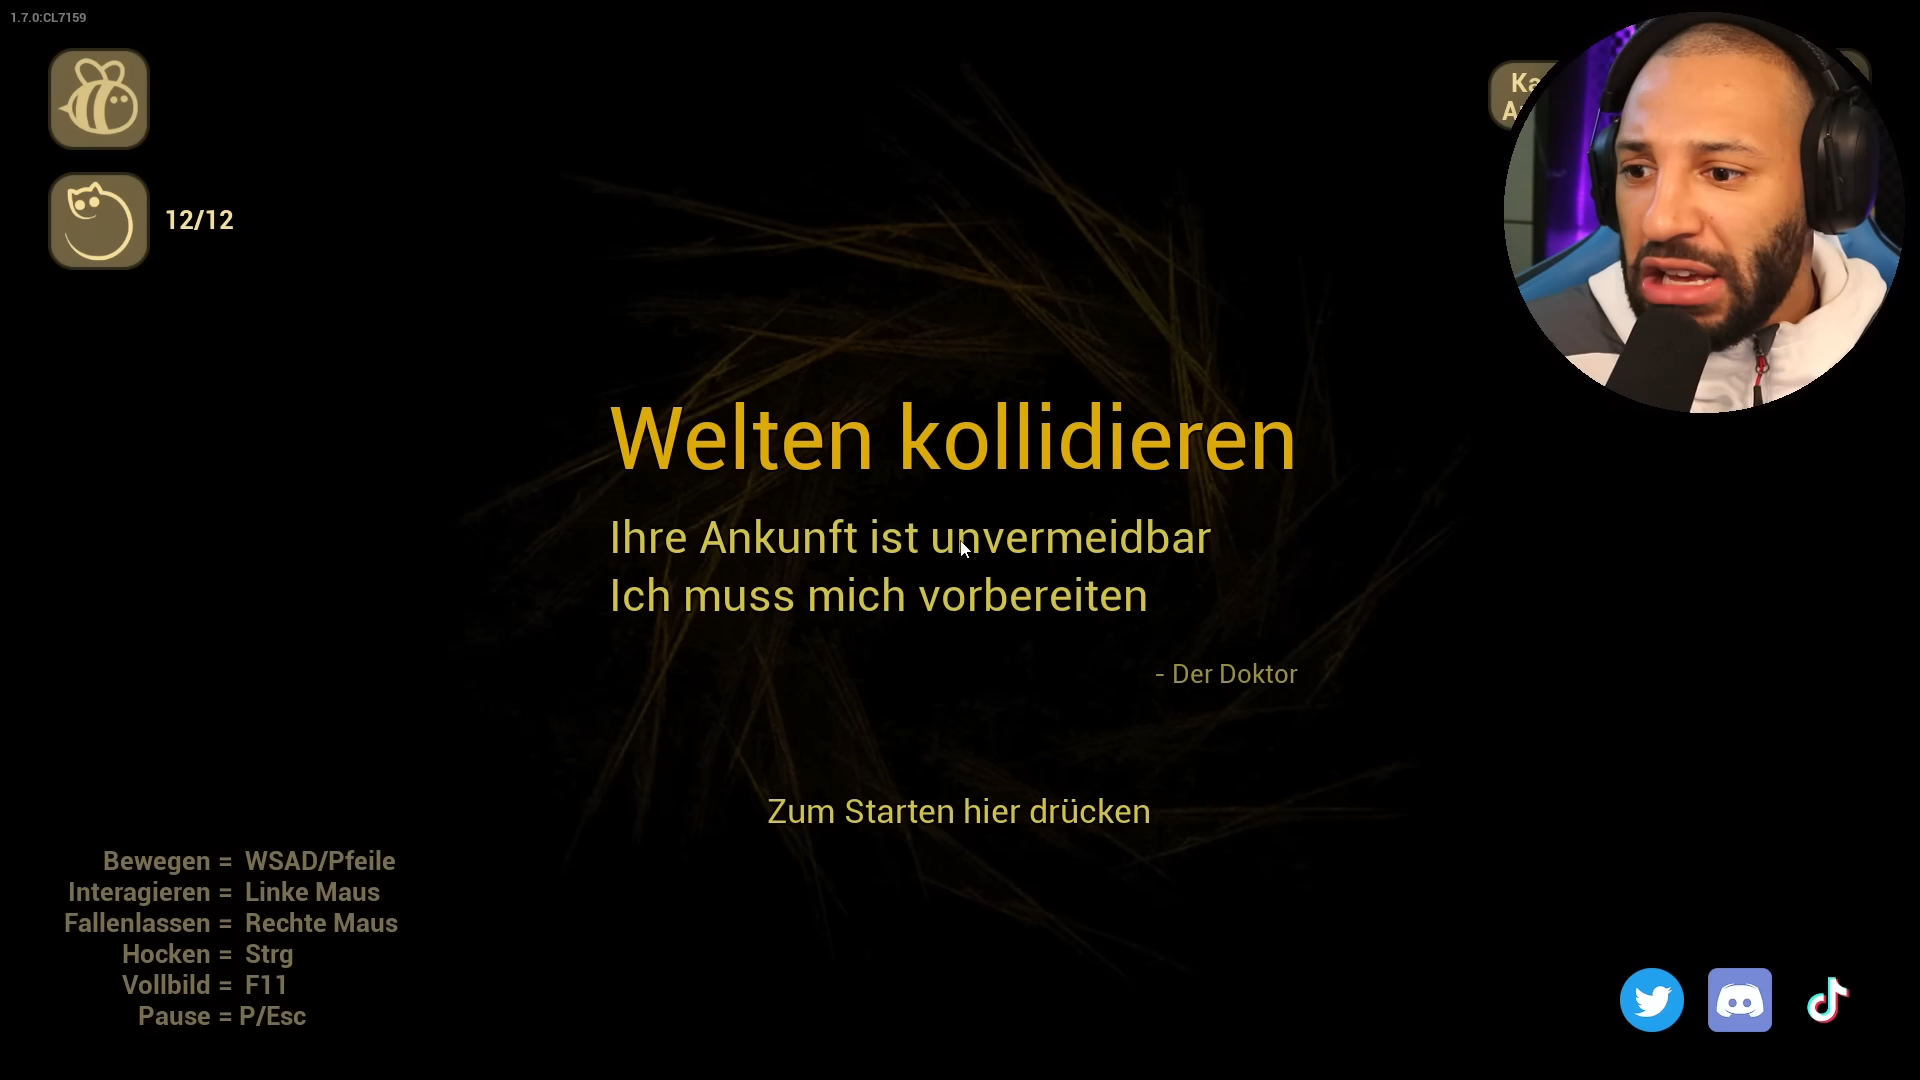 1.7.0:CL7159
12/12
Welten kollidieren
Ihre Ankunft ist unvermeidbar
Ich muss mich vorbereiten
- Der Doktor
Zum Starten hier drücken
Bewegen = WSAD/Pfeile
Interagieren = Linke Maus
Fallenlassen = Rechte Maus
Hocken = Strg
Vollbild = F11
Pause = P/Esc